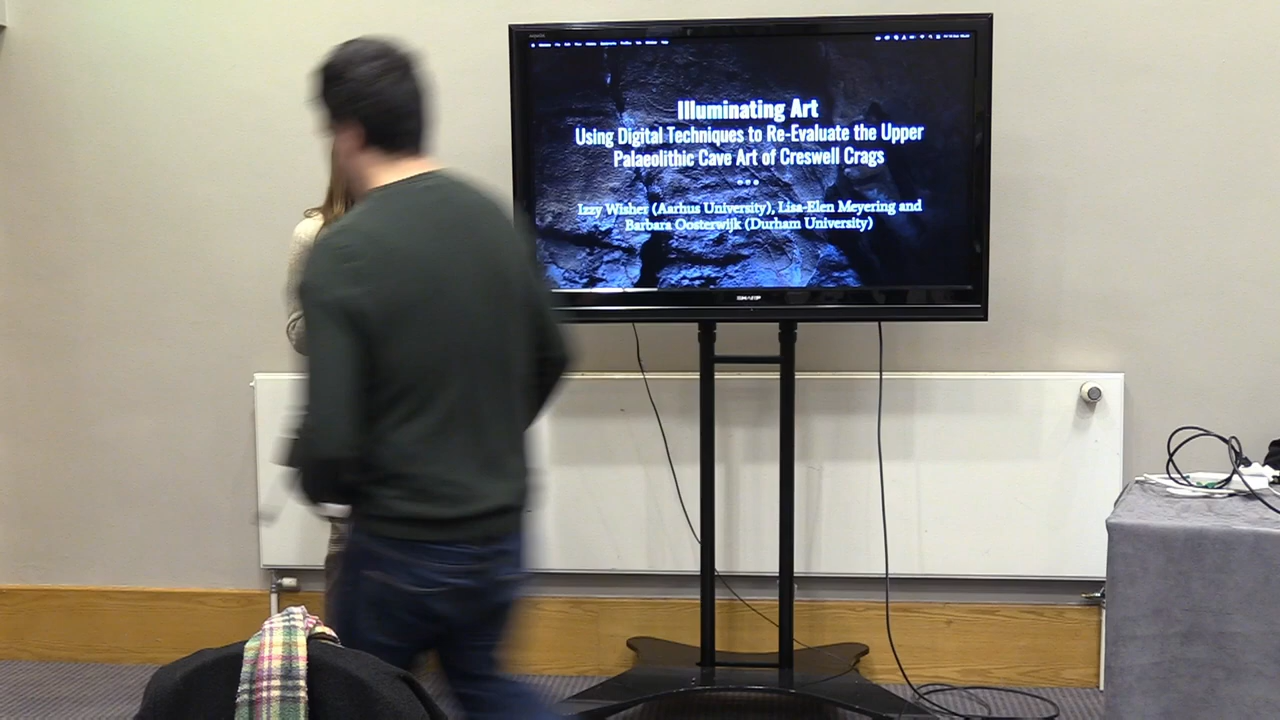 Illuminating Art
Using Digital Techniques to Re-Evaluate the Upper
Palaeolithic Cave Art of Creswell Crags
Izzy Wisher (Aarhus University), Lisa-Elen Meyering and
Barbara Oosterwijk (Durham University)
SHARP